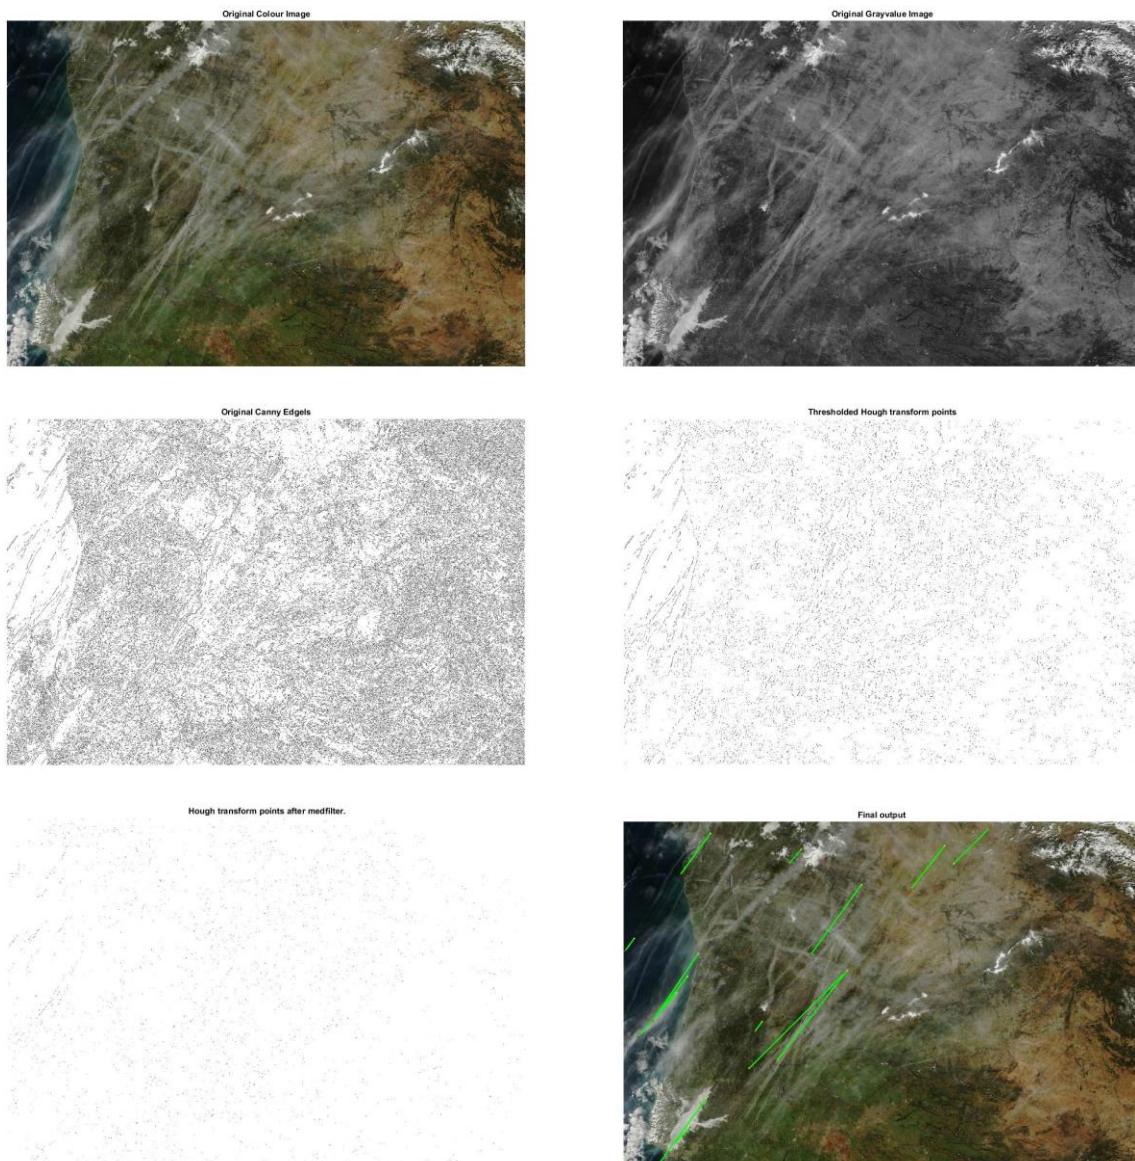 Original Colour Image
Original Grayvalue Image
Original Canny Edgels
Thresholded Hough transform points
Hough transform points after medfilter.
Final output